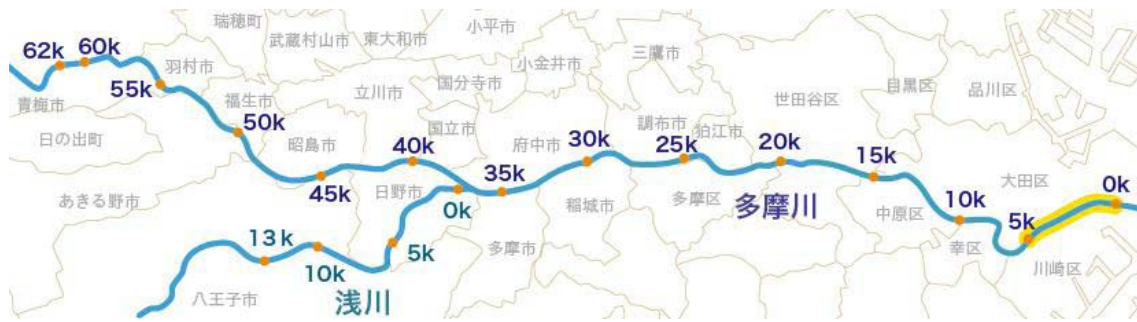 瑞穂町
小平市
武蔵村山市
東大和市
62k
60k
羽村市
小金井市
三鷹市
国分寺市
55k
立川市
目黒区
品川区
青梅市
福生市
世田谷区
日の出町
50k
国立市
調布市
狛江市
昭島市
40k
府中市
30k
25k
20k
15k
大田区
45k
日野市
35k
あきる野市
0k
稲城市
多摩区
多摩川
中原区
10k
5k
0k
13k
10k
5k
多摩市
幸区
川崎区
八王子市
浅川